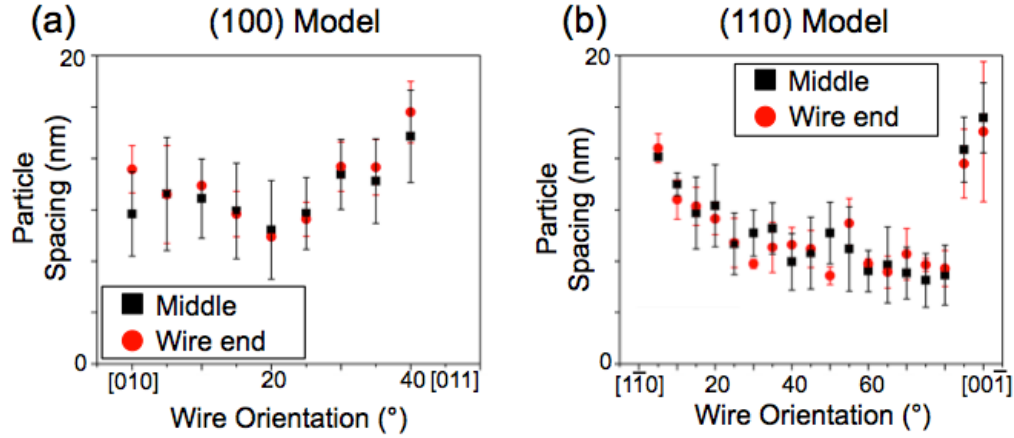 (a) (100) Model
20
Particle
Spacing (nm)
Middle
Wire end
0
[010] 20 40 [011]
Wire Orientation (°)
(b) (110) Model
20
Middle
Wire end
Particle
Spacing (nm)
0
[11̅0] 20 40 60 [001̅]
Wire Orientation (°)